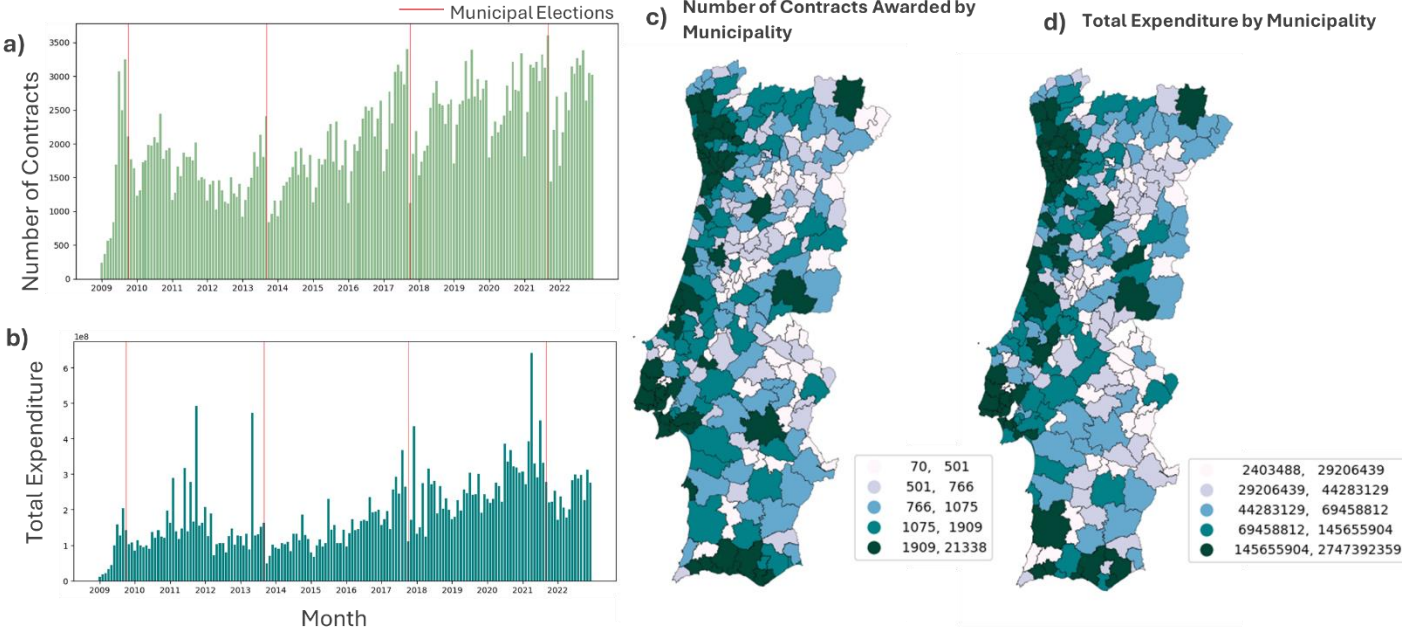 Municipal Elections
a)
Number of Contracts
3500
3000
2500
2000
1500
1000
500
0
2009 2010 2011 2012 2013 2014 2015 2016 2017 2018 2019 2020 2021 2022
b)
Total Expenditure
1e8
6
5
4
3
2
1
0
2009 2010 2011 2012 2013 2014 2015 2016 2017 2018 2019 2020 2021 2022
Month
c)
Number of Contracts Awarded by
Municipality
70, 501
501, 766
766, 1075
1075, 1909
1909, 21338
d)
Total Expenditure by Municipality
2403488, 29206439
29206439, 44283129
44283129, 69458812
69458812, 145655904
145655904, 2747392359